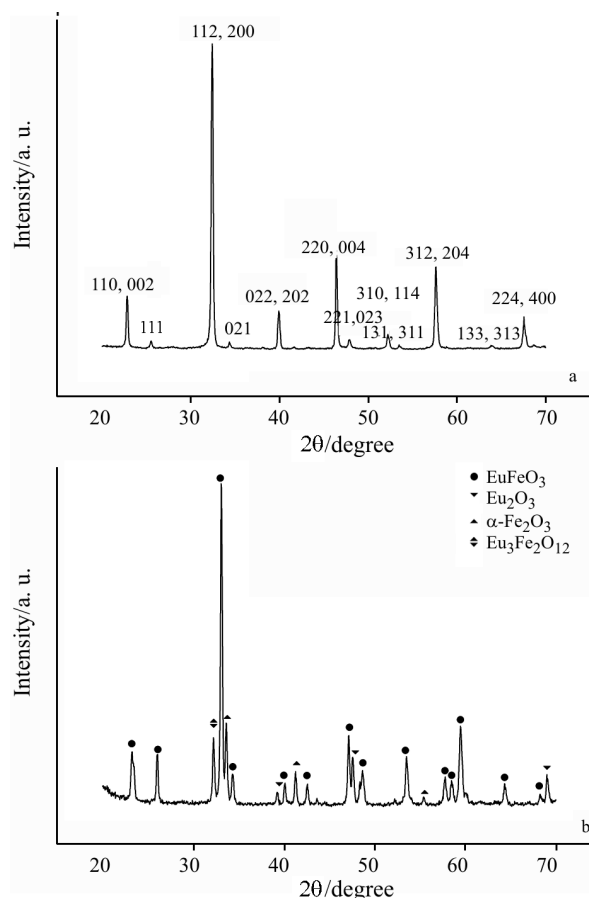 112, 200
Intensity/a. u.
220, 004
312, 204
110, 002
022, 202
310, 114
224, 400
111
021
221,023
131, 311
133, 313
a
20 30 40 50 60 70
2θ/degree
EuFeO3
Eu2O3
α-Fe2O3
Eu3Fe2O12
Intensity/a. u.
b
20 30 40 50 60 70
2θ/degree